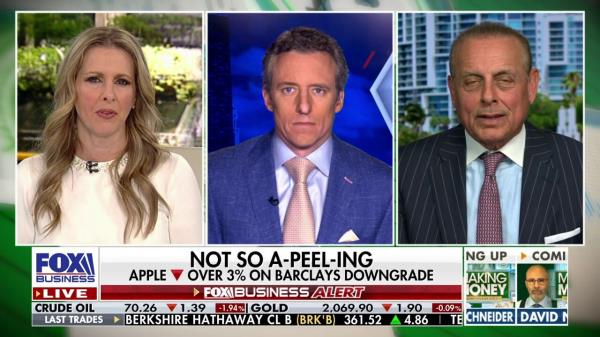 FOX
BUSINESS
LIVE
NOT SO A-PEEL-ING
APPLE ▼ OVER 3% ON BARCLAYS DOWNGRADE
FOX BUSINESS ALERT
NG UP ▸ COMI
AKING
ONEY
M
M
CHNEIDER
DAVID N
CRUDE OIL 70.26 ▼ 1.39 -1.94% GOLD 2,069.90 ▼ 1.90 -0.09%
LAST TRADES BERKSHIRE HATHAWAY CL B (BRK'B) 361.52 ▲ 4.86 TE